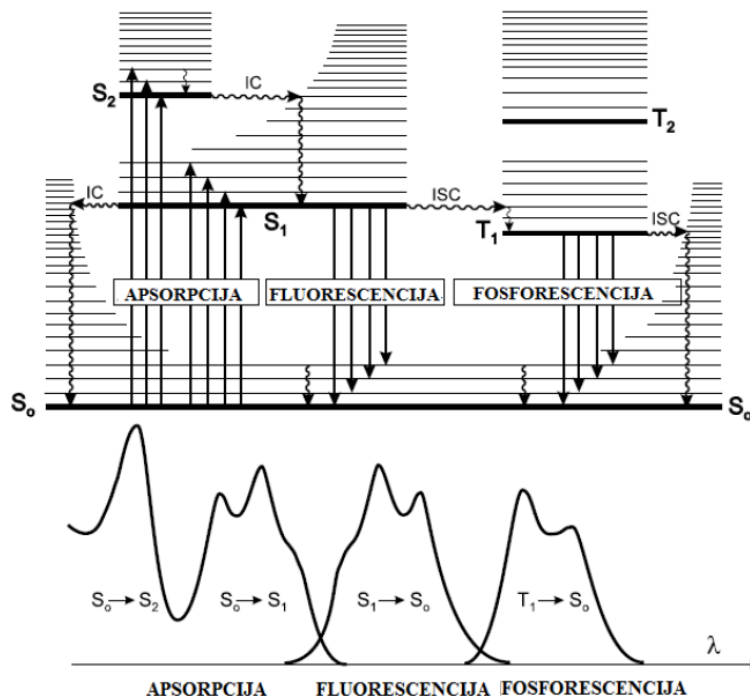 S₂
IC
T₂
IC
S₁
ISC
T₁
ISC
APSORPCIJA
FLUORESCENCIJA
FOSFORESCENCIJA
Sₒ
Sₒ
Sₒ→S₂
Sₒ→S₁
S₁→Sₒ
T₁→Sₒ
λ
APSORPCIJA
FLUORESCENCIJA
FOSFORESCENCIJA